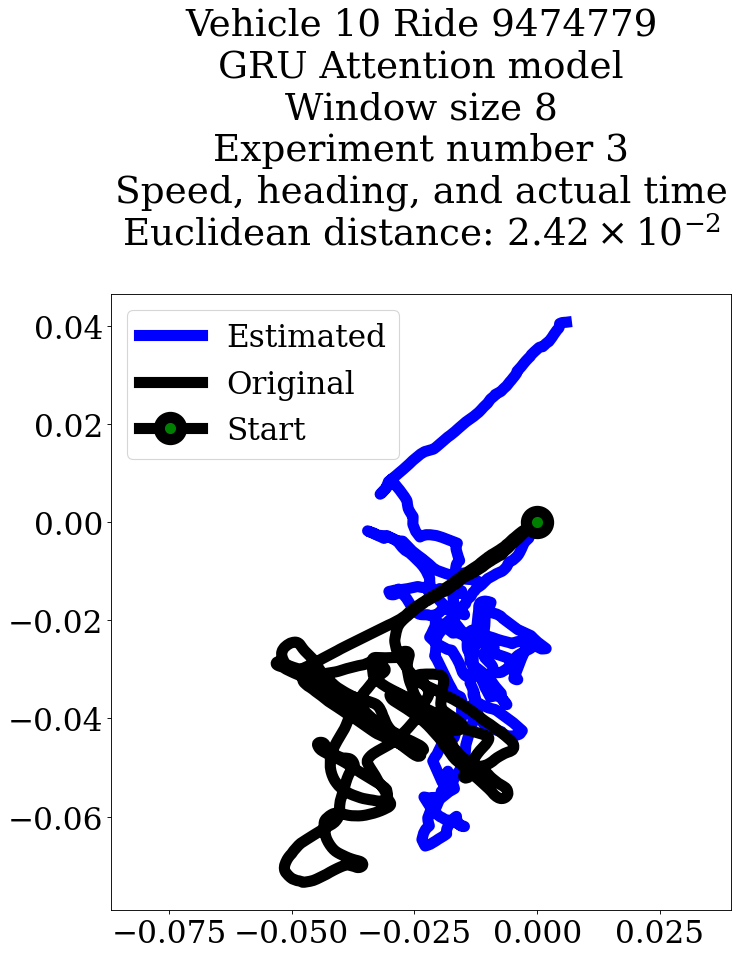 Vehicle 10 Ride 9474779
GRU Attention model
Window size 8
Experiment number 3
Speed, heading, and actual time
Euclidean distance: 2.42 × 10⁻²
Estimated
Original
Start
0.04
0.02
0.00
−0.02
−0.04
−0.06
−0.075 −0.050 −0.025 0.000 0.025